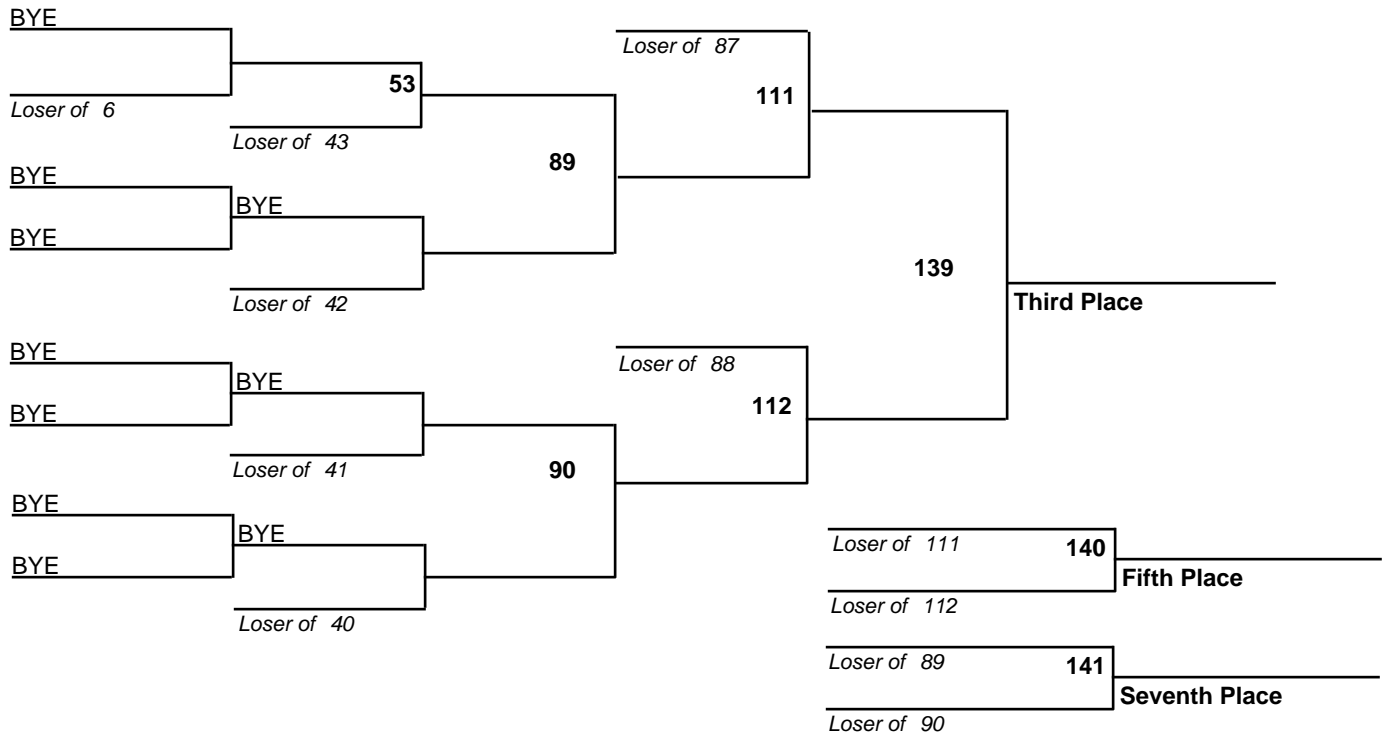 BYE
Loser of 87
53
111
Loser of 6
Loser of 43
89
BYE
BYE
BYE
139
Loser of 42
Third Place
BYE
Loser of 88
BYE
112
BYE
Loser of 41
90
BYE
BYE
Loser of 111
140
BYE
Fifth Place
Loser of 112
Loser of 40
Loser of 89
141
Seventh Place
Loser of 90